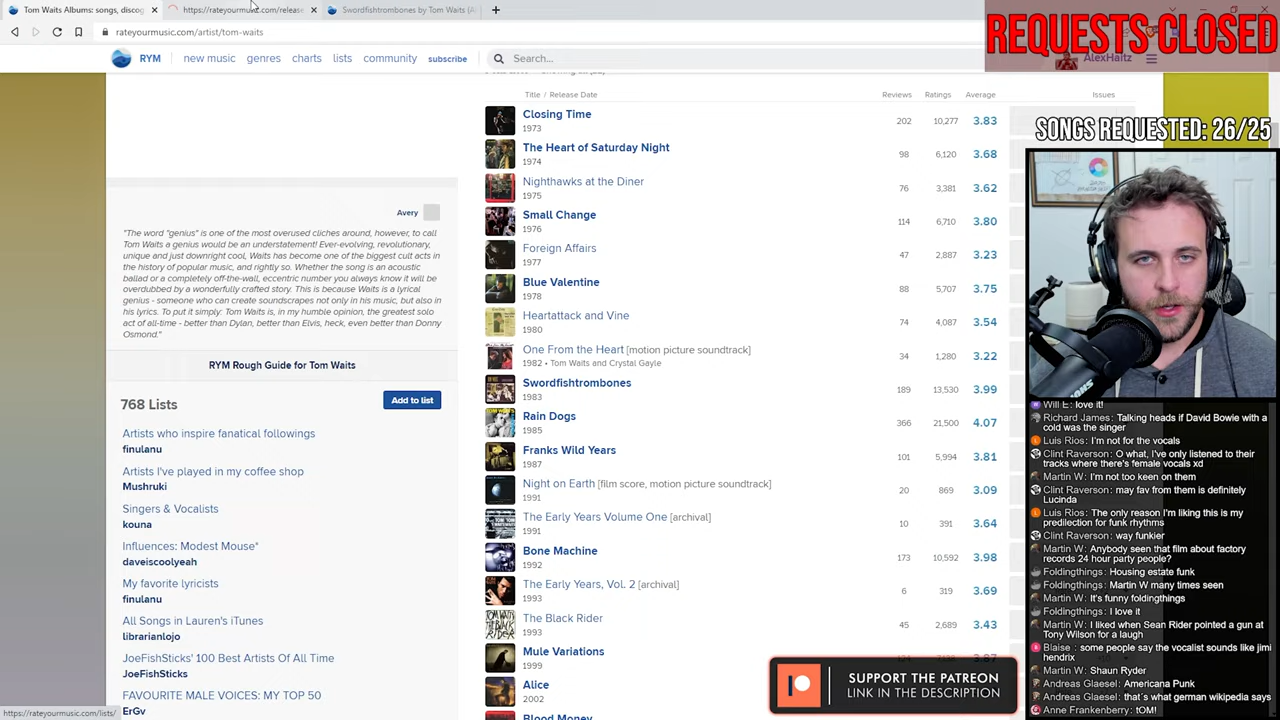 Tom Waits Albums: songs, discog
https://rateyourmusic.com/release
Swordfishtrombones by Tom Waits (A
REQUESTS CLOSED
https://rateyourmusic.com/artist/tom-waits
RYM
new music
genres
charts
lists
community
subscribe
Search...
AlexHaitz
Title / Release Date
Reviews
Ratings
Average
Issues
Closing Time
1973
202
10,277
3.83
The Heart of Saturday Night
1974
98
6,120
3.68
Nighthawks at the Diner
1975
76
3,381
3.62
Small Change
1976
114
6,710
3.80
Foreign Affairs
1977
47
2,887
3.23
Blue Valentine
1978
88
5,707
3.75
Heartattack and Vine
1980
74
4,087
3.54
One From the Heart [motion picture soundtrack]
1982 • Tom Waits and Crystal Gayle
34
1,280
3.22
Swordfishtrombones
1983
189
13,530
3.99
Rain Dogs
1985
366
21,500
4.07
Franks Wild Years
1987
101
5,994
3.81
Night on Earth [film score, motion picture soundtrack]
1991
20
869
3.09
The Early Years Volume One [archival]
1991
10
391
3.64
Bone Machine
1992
173
10,592
3.98
The Early Years, Vol. 2 [archival]
1993
6
319
3.69
The Black Rider
1993
45
2,689
3.43
Mule Variations
1999
Alice
2002
Blood Money
Avery
"The word "genius" is one of the most overused cliches around, however, to call
Tom Waits a genius would be an understatement! Ever-evolving, revolutionary,
unique and just downright cool, Waits has become one of the biggest cult acts in
the history of popular music, and rightly so. Whether the song is an acoustic
ballad or a completely off-the-wall, eccentric number you always know it will be
overdubbed by a wonderfully crafted story. This is because Waits is a lyrical
genius - someone who can create soundscapes not only in his music, but also in
his lyrics. To put it simply: Tom Waits is, in my humble opinion, the greatest solo
act of all-time - better than Dylan, better than Elvis, heck, even better than Donny
Osmond."
RYM Rough Guide for Tom Waits
768 Lists
Add to list
Artists who inspire fanatical followings
finulanu
Artists I've played in my coffee shop
Mushruki
Singers & Vocalists
kouna
Influences: Modest Mouse*
daveiscoolyeah
My favorite lyricists
finulanu
All Songs in Lauren's iTunes
librarianlojo
JoeFishSticks' 100 Best Artists Of All Time
JoeFishSticks
FAVOURITE MALE VOICES: MY TOP 50
ErGv
https://rateyourmusic.com/lists/
SONGS REQUESTED: 26/25
Will E: love it!
Richard James: Talking heads if David Bowie with a
cold was the singer
Luis Rios: I'm not for the vocals
Clint Raverson: O what, I've only listened to their
tracks where there's female vocals xd
Martin W: I'm not too keen on them
Clint Raverson: may fav from them is definitely
Lucinda
Luis Rios: The only reason I'm liking this is my
predilection for funk rhythms
Clint Raverson: way funkier
Martin W: Anybody seen that film about factory
records 24 hour party people?
Foldingthings: Housing estate funk
Foldingthings: Martin W many times seen
Martin W: It's funny foldingthings
Foldingthings: I love it
Martin W: I liked when Sean Rider pointed a gun at
Tony Wilson for a laugh
Blaise: some people say the vocalist sounds like jimi
hendrix
Martin W: Shaun Ryder
Andreas Glaesel: Americana Punk
Andreas Glaesel: that´s what german wikipedia says
Anne Frankenberry: tOM!
SUPPORT THE PATREON
LINK IN THE DESCRIPTION